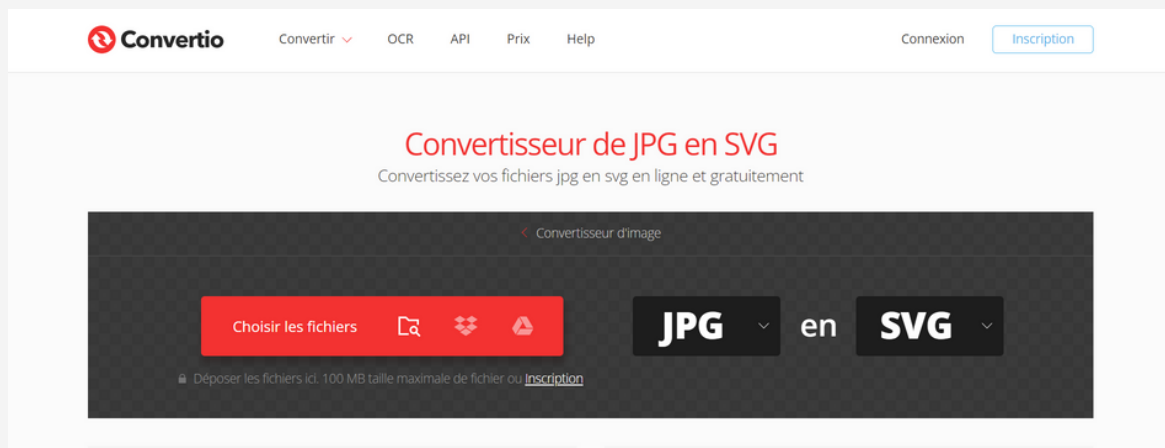 Convertio Convertir OCR API Prix Help Connexion Inscription
Convertisseur de JPG en SVG
Convertissez vos fichiers jpg en svg en ligne et gratuitement
Convertisseur d'image
Choisir les fichiers JPG en SVG
Déposer les fichiers ici. 100 MB taille maximale de fichier ou Inscription